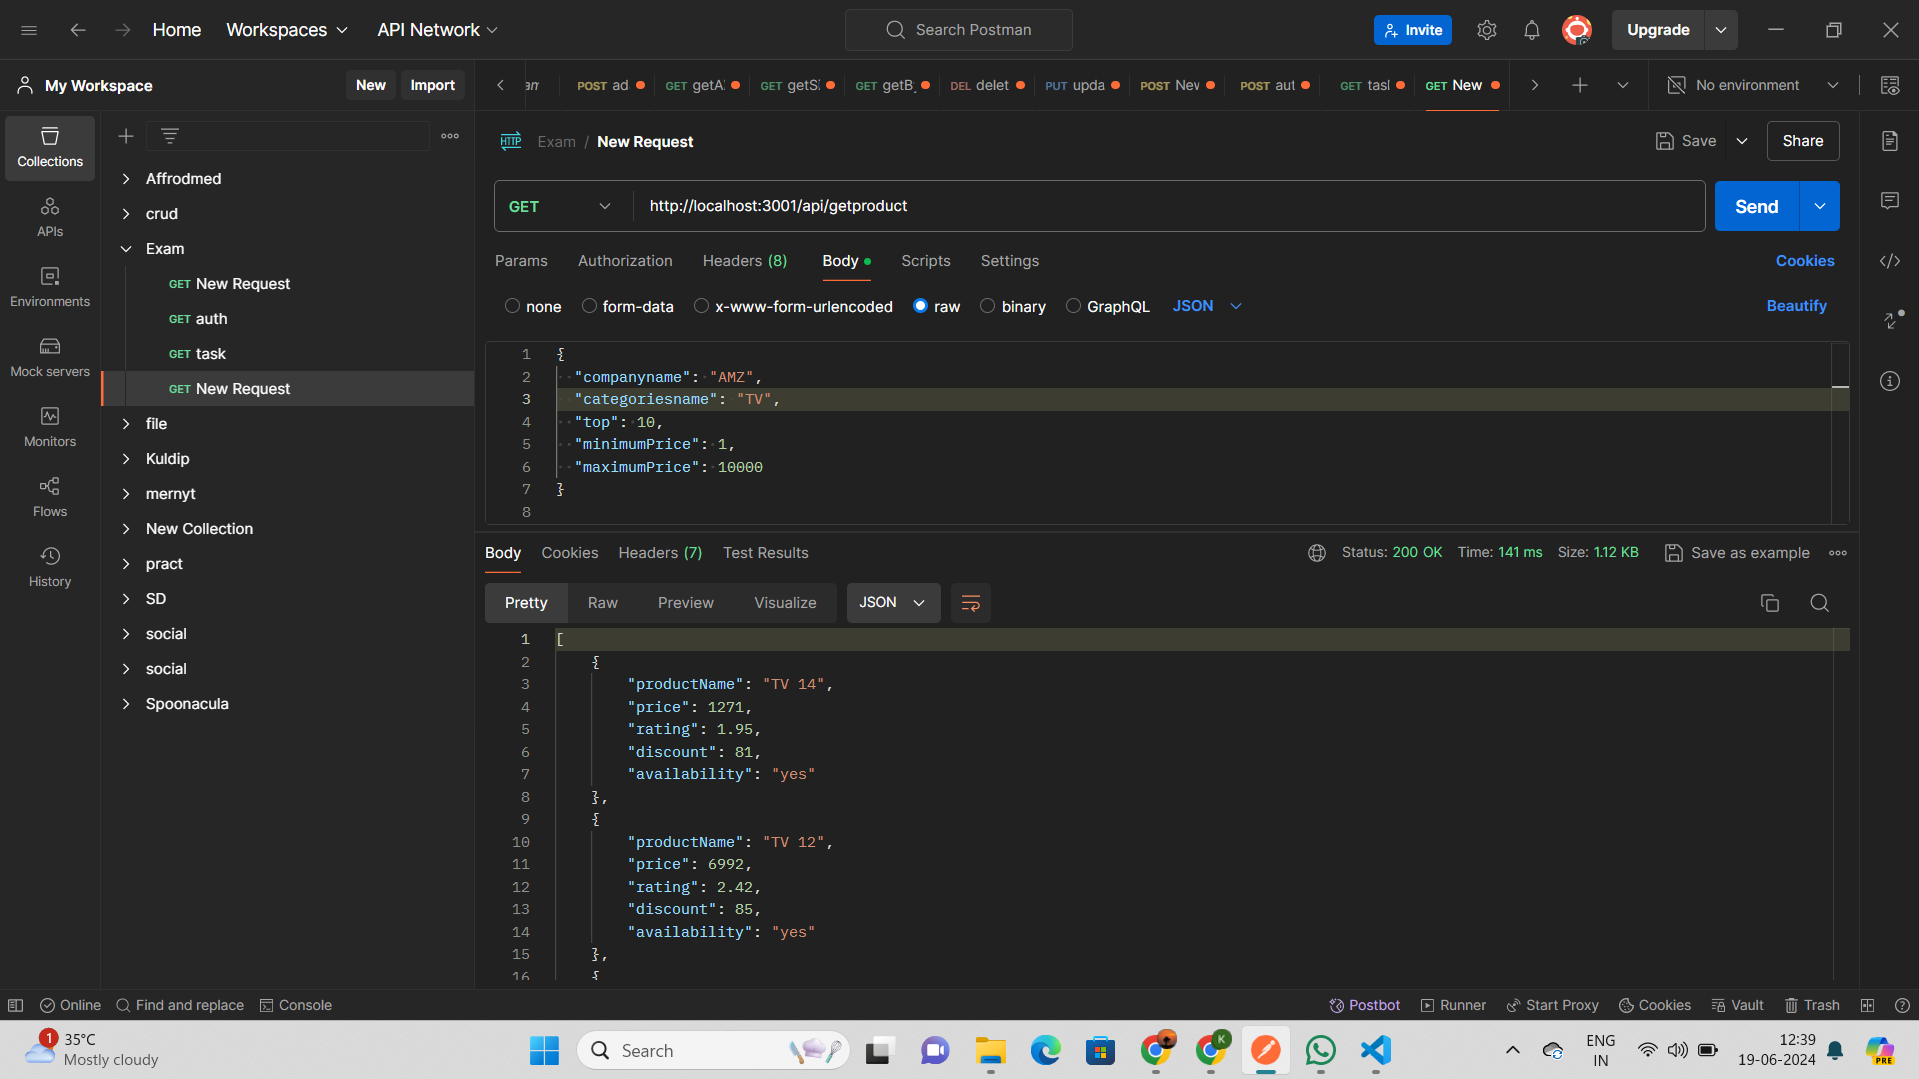 Home Workspaces API Network Search Postman Invite Upgrade
My Workspace New Import POST ad GET getA GET getS GET getB DEL delet PUT upda POST New POST aut GET tasl GET New No environment
Collections
APIs
Environments
Mock servers
Monitors
Flows
History
Affrodmed
crud
Exam
GET New Request
GET auth
GET task
GET New Request
file
Kuldip
mernyt
New Collection
pract
SD
social
social
Spoonacula
HTTP Exam / New Request Save Share
GET http://localhost:3001/api/getproduct Send
Params Authorization Headers (8) Body Scripts Settings Cookies
none form-data x-www-form-urlencoded raw binary GraphQL JSON Beautify
1 {
2 "companyname": "AMZ",
3 "categoriesname": "TV",
4 "top": 10,
5 "minimumPrice": 1,
6 "maximumPrice": 10000
7 }
8
Body Cookies Headers (7) Test Results Status: 200 OK Time: 141 ms Size: 1.12 KB Save as example
Pretty Raw Preview Visualize JSON
1 [
2 {
3 "productName": "TV 14",
4 "price": 1271,
5 "rating": 1.95,
6 "discount": 81,
7 "availability": "yes"
8 },
9 {
10 "productName": "TV 12",
11 "price": 6992,
12 "rating": 2.42,
13 "discount": 85,
14 "availability": "yes"
15 },
16 {
Online Find and replace Console Postbot Runner Start Proxy Cookies Vault Trash
1 35°C
Mostly cloudy
Search
K
ENG
IN
12:39
19-06-2024
PRE